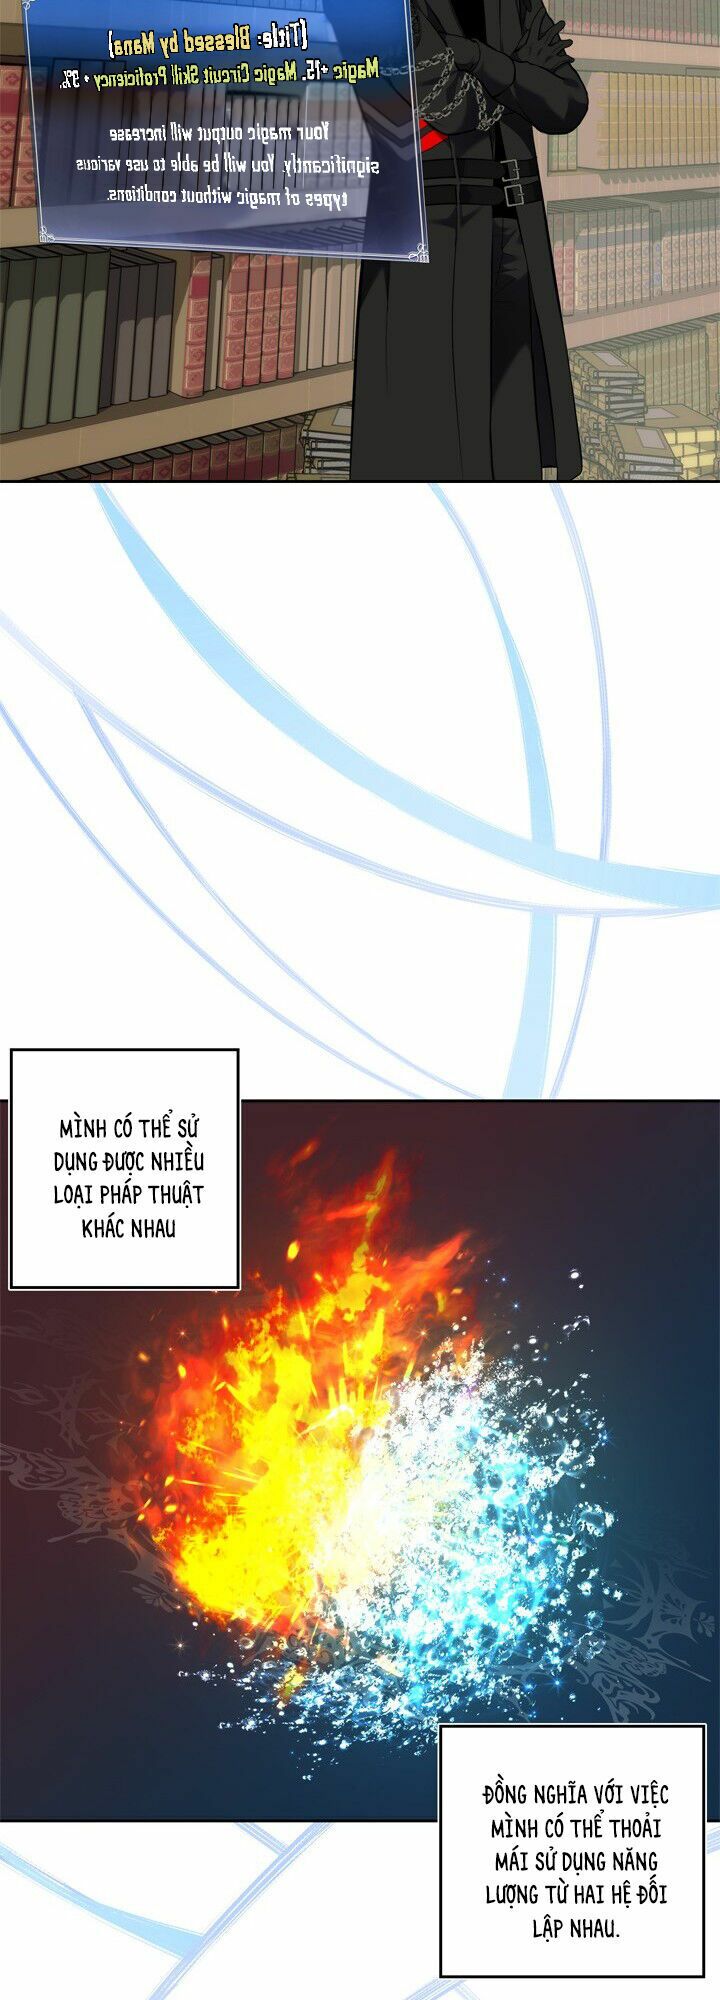 [Title: Blessed by Mana]
Magic +15. Magic Circuit Skill Proficiency + 9%.
Your magic output will increase
significantly. You will be able to use various
types of magic without conditions.
MÌNH CÓ THỂ SỬ
DỤNG ĐƯỢC NHIỀU
LOẠI PHÁP THUẬT
KHÁC NHAU
ĐỒNG NGHĨA VỚI VIỆC
MÌNH CÓ THỂ THOẢI
MÁI SỬ DỤNG NĂNG
LƯỢNG TỪ HAI HỆ ĐỐI
LẬP NHAU.